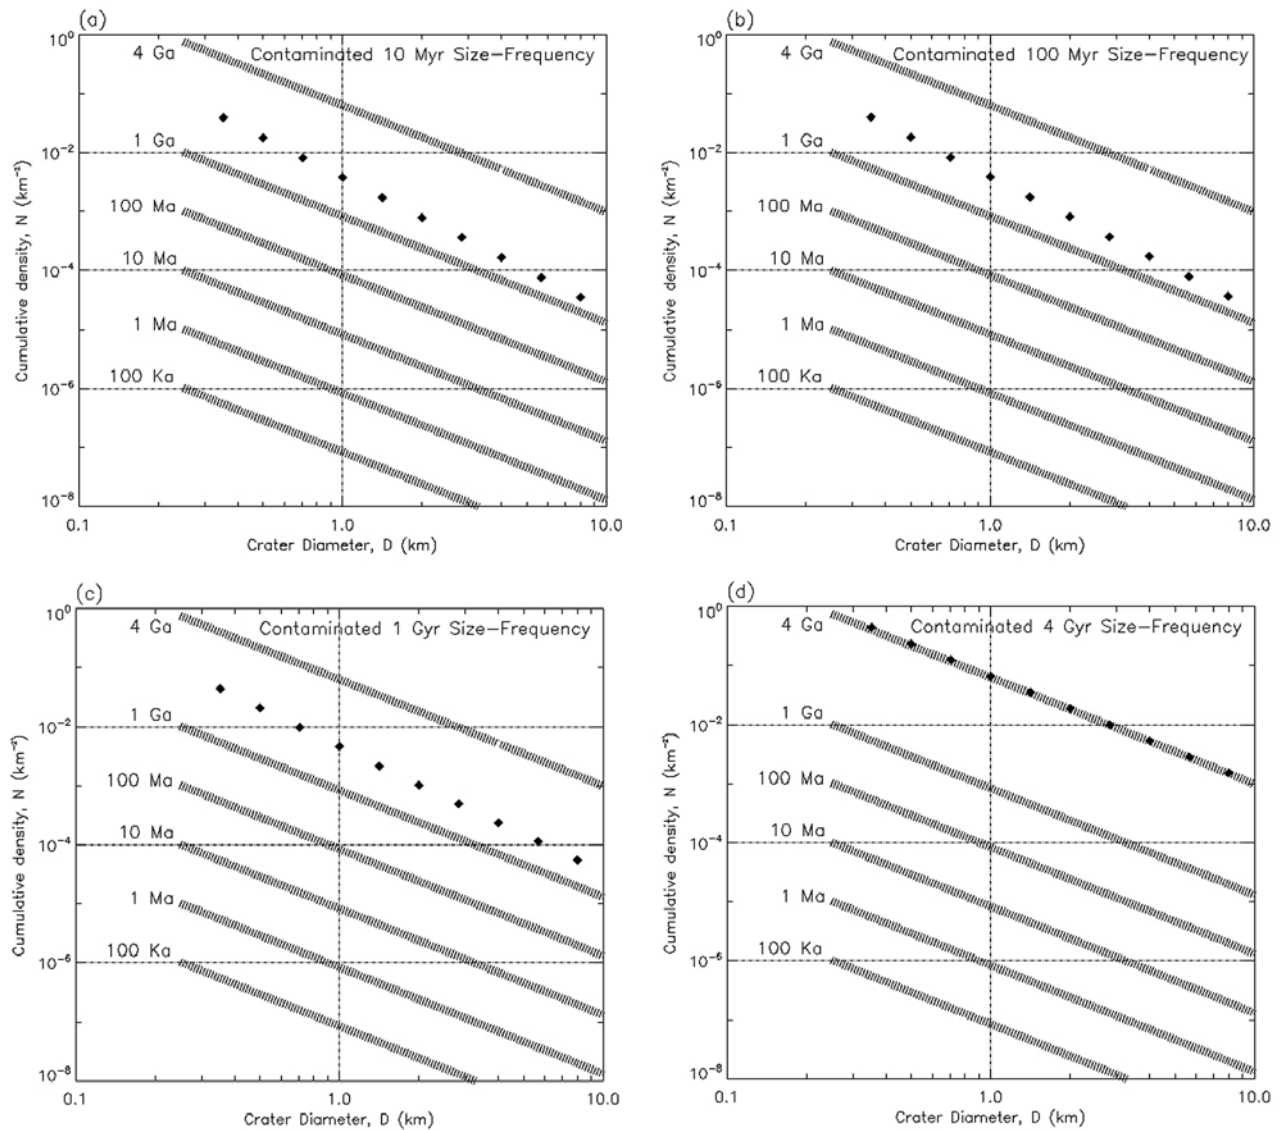 (a)
Contaminated 10 Myr Size-Frequency
Cumulative density, N (km⁻²)
10⁰
10⁻²
10⁻⁴
10⁻⁶
10⁻⁸
4 Ga
1 Ga
100 Ma
10 Ma
1 Ma
100 Ka
0.1
1.0
10.0
Crater Diameter, D (km)
(b)
Contaminated 100 Myr Size-Frequency
Cumulative density, N (km⁻²)
10⁰
10⁻²
10⁻⁴
10⁻⁶
10⁻⁸
4 Ga
1 Ga
100 Ma
10 Ma
1 Ma
100 Ka
0.1
1.0
10.0
Crater Diameter, D (km)
(c)
Contaminated 1 Gyr Size-Frequency
Cumulative density, N (km⁻²)
10⁰
10⁻²
10⁻⁴
10⁻⁶
10⁻⁸
4 Ga
1 Ga
100 Ma
10 Ma
1 Ma
100 Ka
0.1
1.0
10.0
Crater Diameter, D (km)
(d)
Contaminated 4 Gyr Size-Frequency
Cumulative density, N (km⁻²)
10⁰
10⁻²
10⁻⁴
10⁻⁶
10⁻⁸
4 Ga
1 Ga
100 Ma
10 Ma
1 Ma
100 Ka
0.1
1.0
10.0
Crater Diameter, D (km)